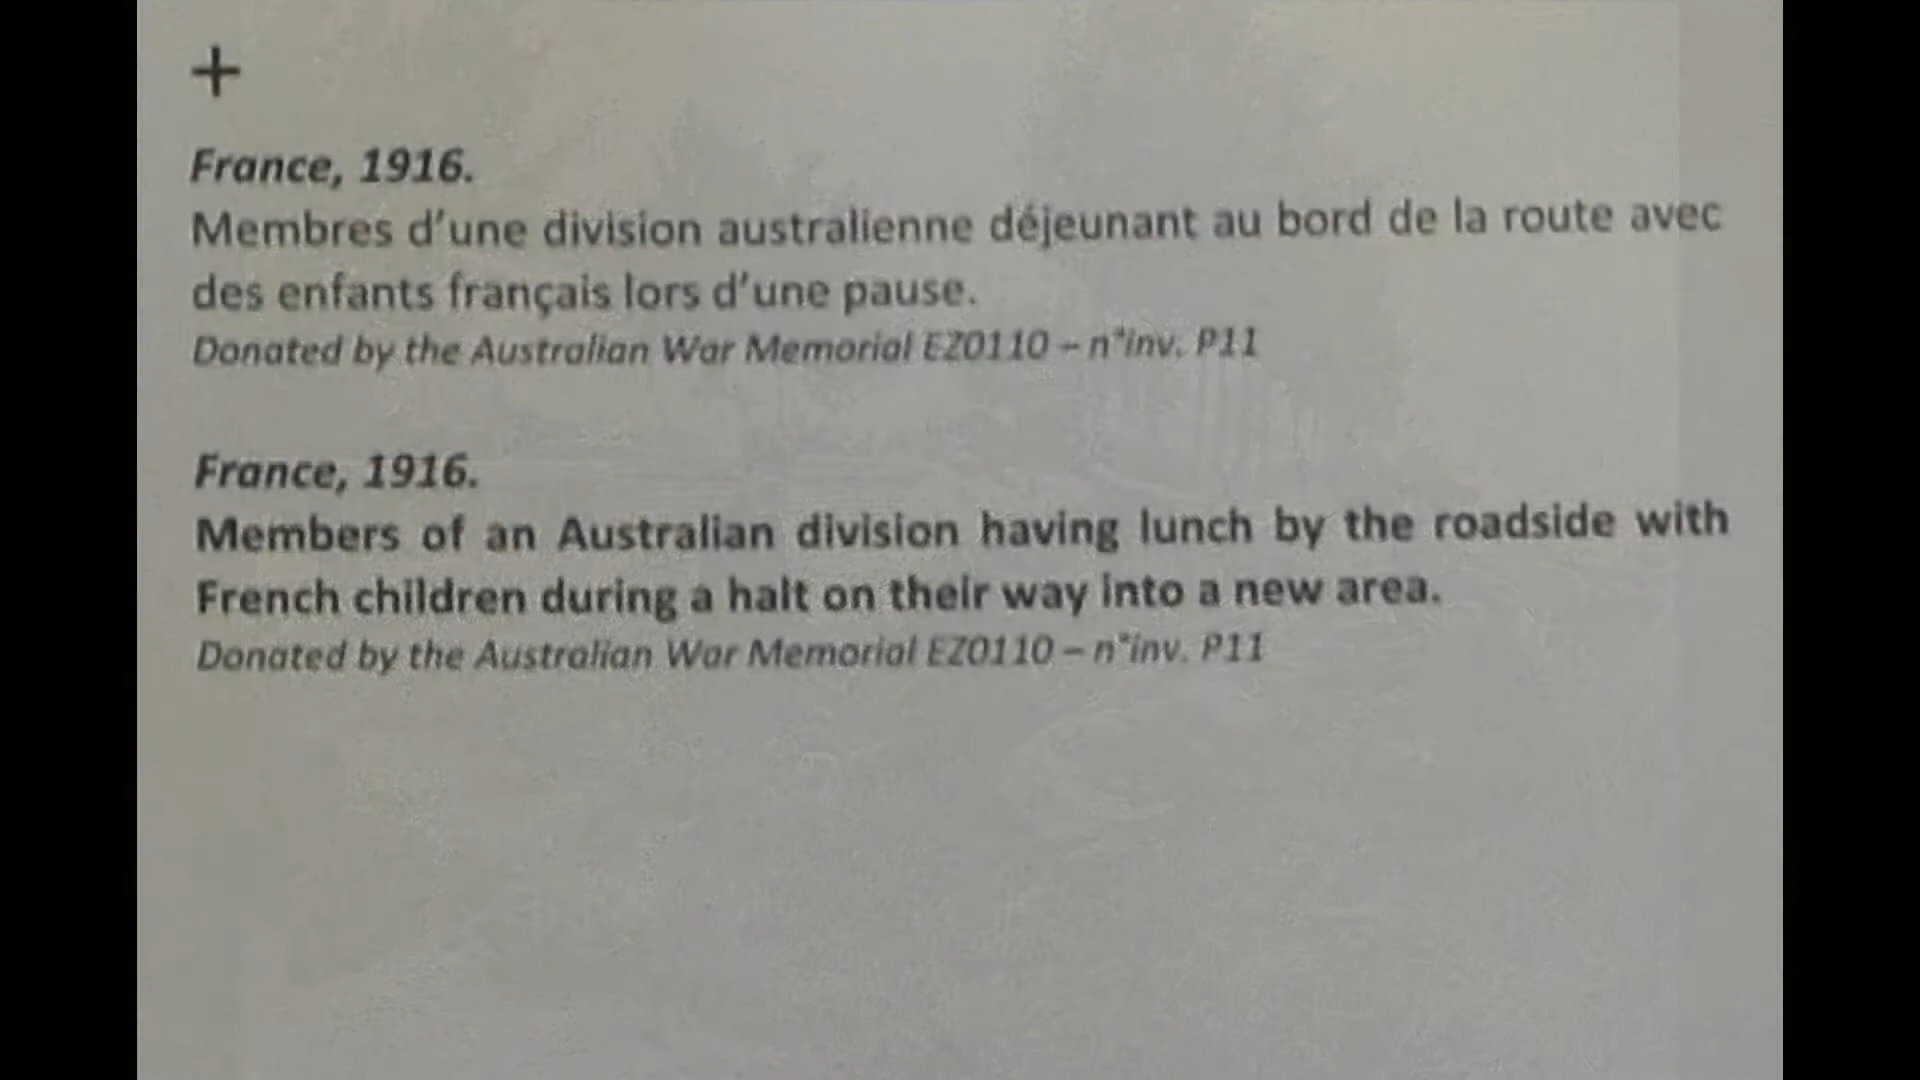 +
France, 1916.
Membres d'une division australienne déjeunant au bord de la route avec
des enfants français lors d'une pause.
Donated by the Australian War Memorial EZ0110 – n°inv. P11
France, 1916.
Members of an Australian division having lunch by the roadside with
French children during a halt on their way into a new area.
Donated by the Australian War Memorial EZ0110 – n°inv. P11